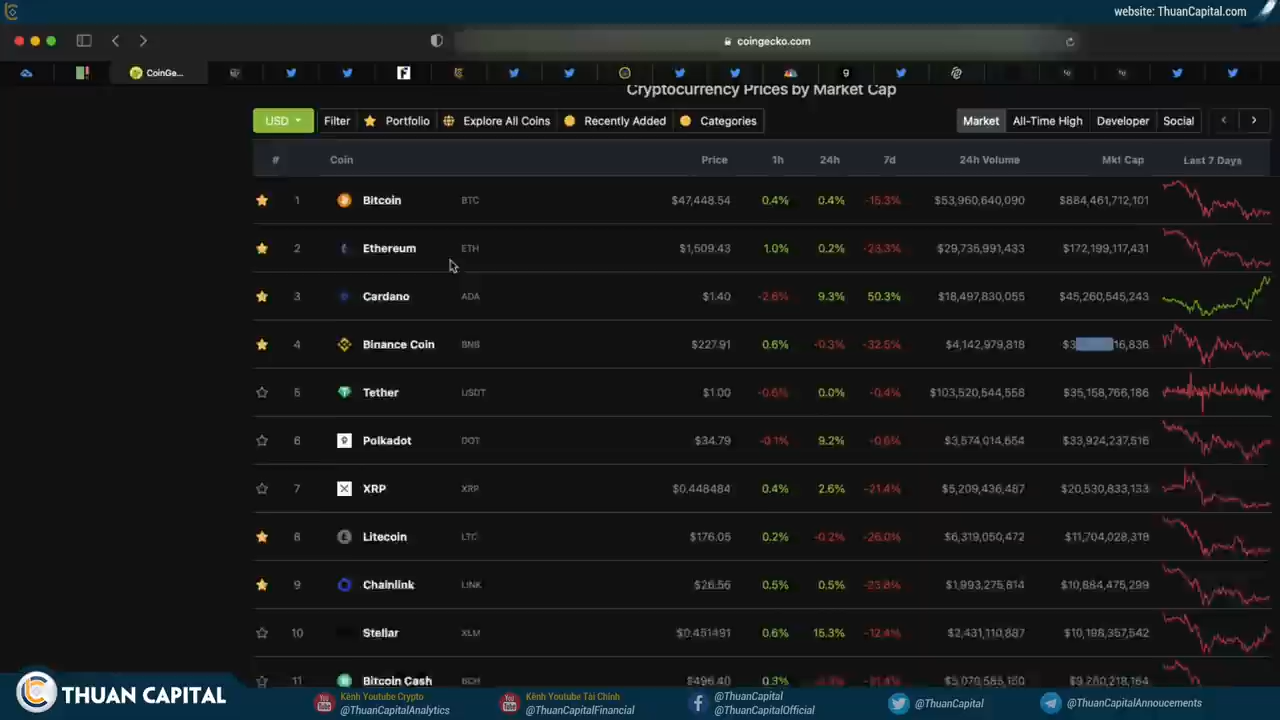 website: ThuanCapital.com
coingecko.com
CoinGe...
Cryptocurrency Prices by Market Cap
USD Filter Portfolio Explore All Coins Recently Added Categories Market All-Time High Developer Social
# Coin Price 1h 24h 7d 24h Volume Mkt Cap Last 7 Days
1 Bitcoin BTC $47,448.54 0.4% 0.4% -15.3% $53,960,640,090 $884,461,712,101
2 Ethereum ETH $1,509.43 1.0% 0.2% -23.3% $29,735,991,433 $172,199,117,431
3 Cardano ADA $1.40 -2.6% 9.3% 50.3% $18,497,830,055 $45,260,545,243
4 Binance Coin BNB $227.91 0.6% -0.3% -32.5% $4,142,979,818 $3 16,836
5 Tether USDT $1.00 -0.6% 0.0% -0.4% $103,520,544,558 $35,158,766,186
6 Polkadot DOT $34.79 -0.1% 9.2% -0.6% $3,574,014,654 $33,924,237,516
7 XRP XRP $0.448484 0.4% 2.6% -21.4% $5,209,436,487 $20,530,833,133
8 Litecoin LTC $176.05 0.2% -0.2% -26.0% $6,319,050,472 $11,704,028,318
9 Chainlink LINK $26.56 0.5% 0.5% -23.8% $1,993,275,814 $10,884,475,299
10 Stellar XLM $0.451491 0.6% 15.3% -12.4% $2,431,110,887 $10,198,357,542
11 Bitcoin Cash BCH $496.40 0.3%
THUAN CAPITAL
Kênh Youtube Crypto
@ThuanCapitalAnalytics
Kênh Youtube Tài Chính
@ThuanCapitalFinancial
@ThuanCapital
@ThuanCapitalOfficial
@ThuanCapital
@ThuanCapitalAnnoucements